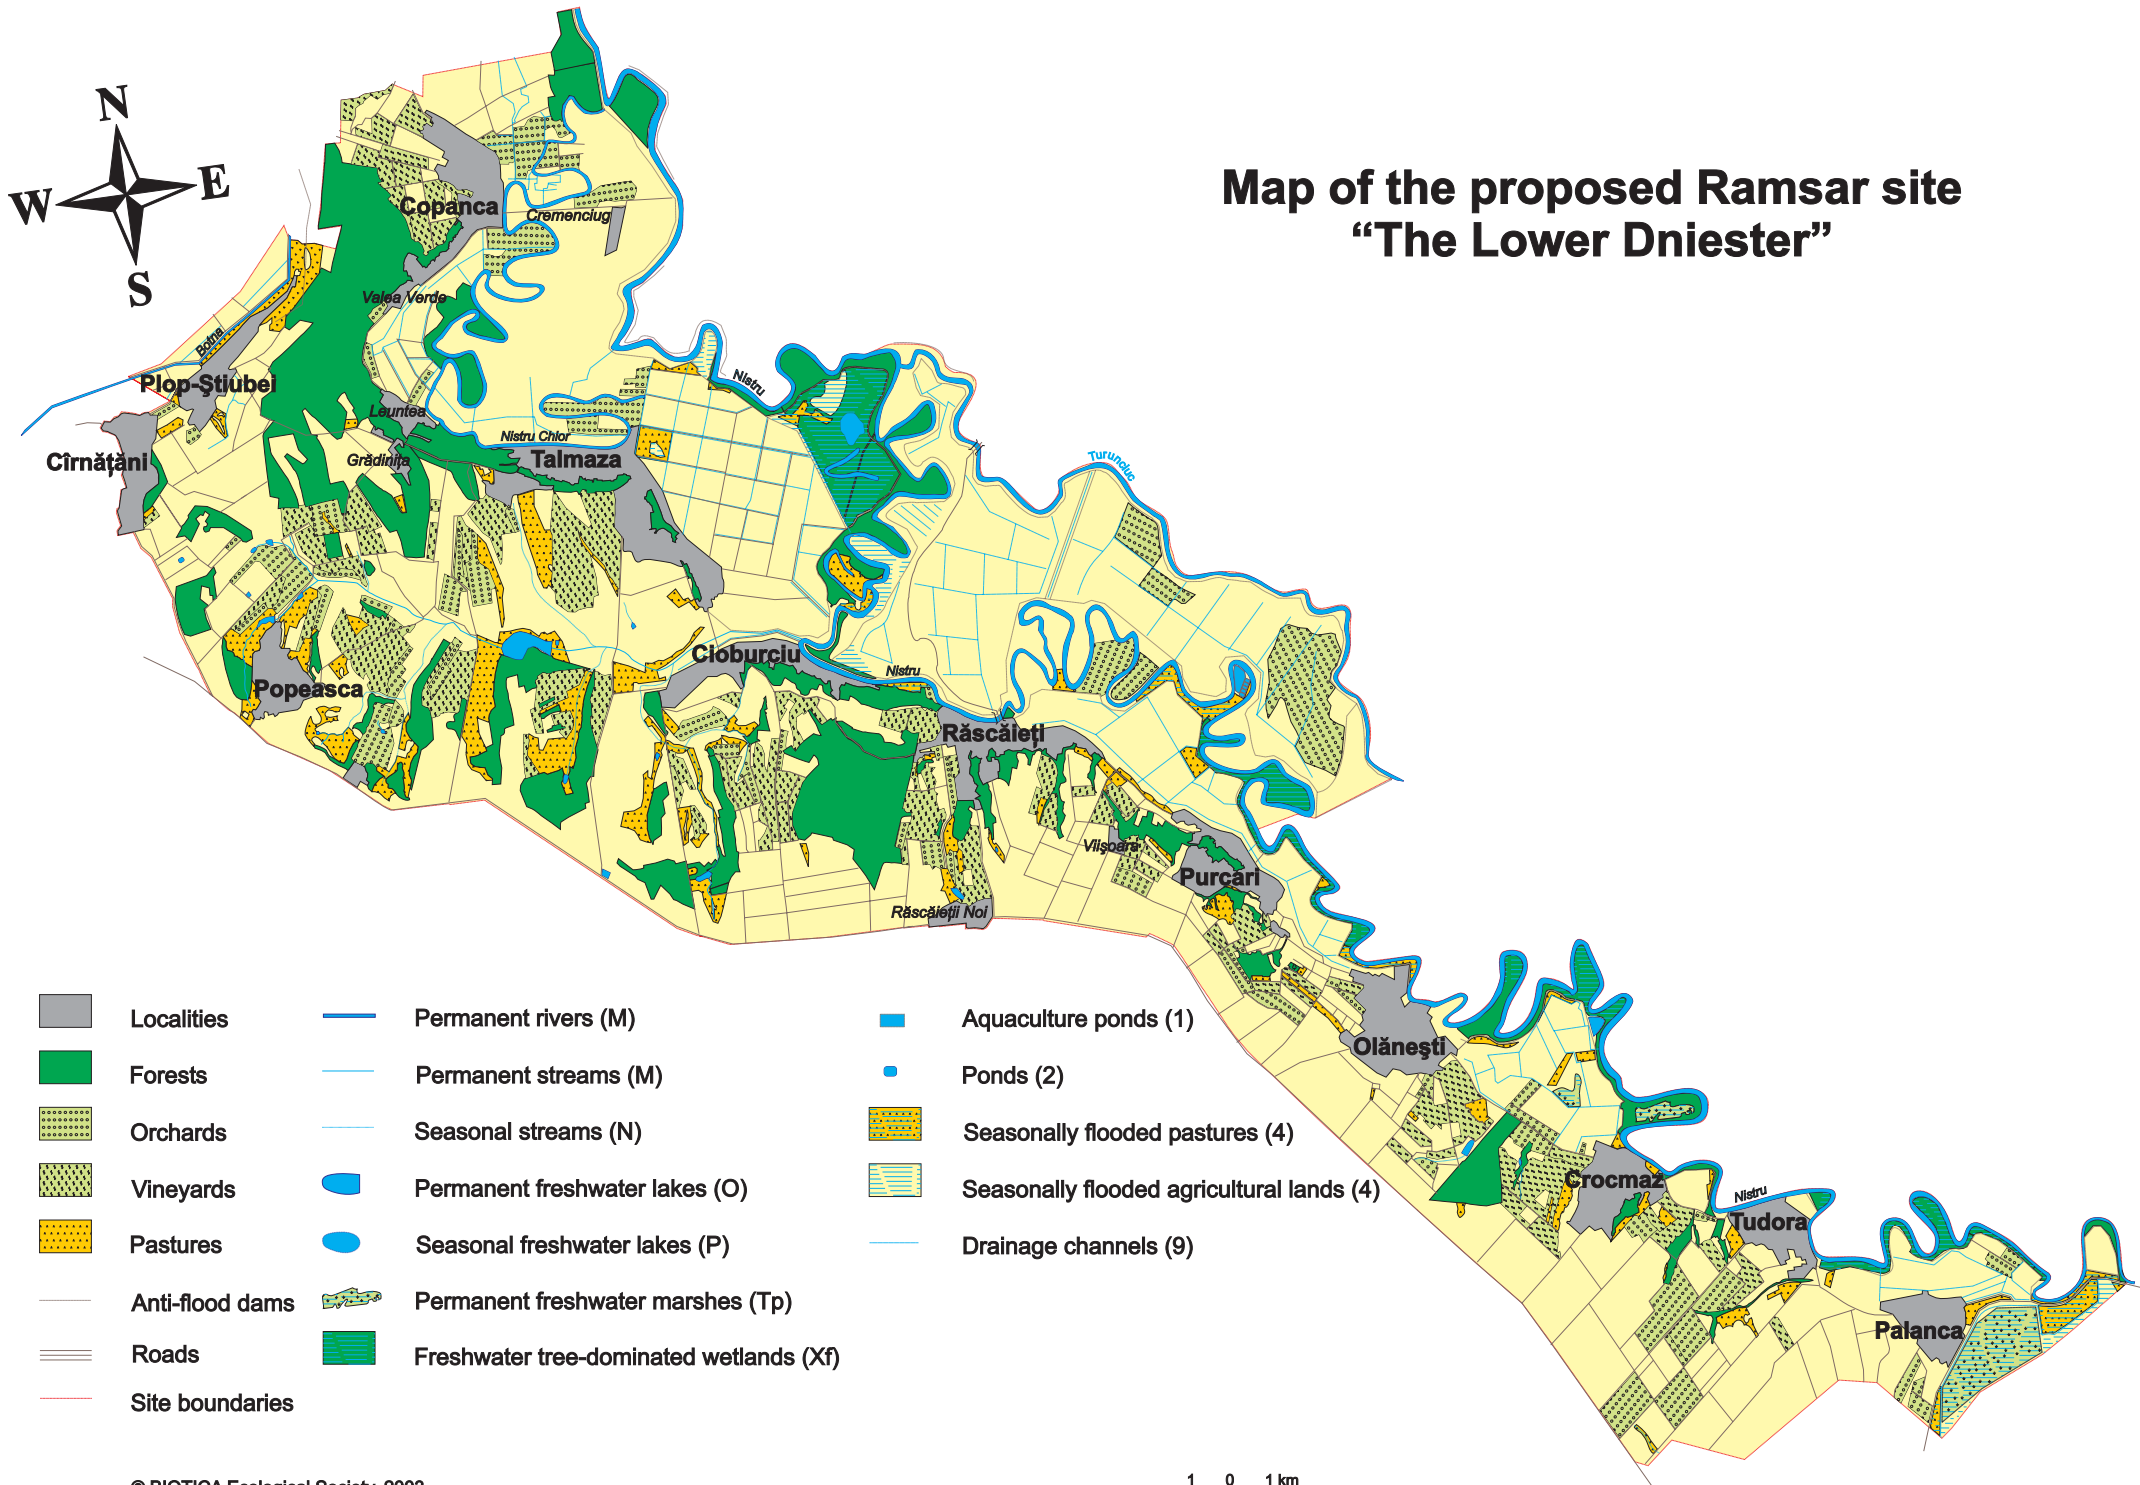 Map of the proposed Ramsar site
“The Lower Dniester”
N
W
E
S
Copanca
Cremenciug
Valea Verde
Botna
Plop-Ştiubei
Leuntea
Nistru Chior
Nistru
Cîrnăţăni
Grădiniţa
Talmaza
Turunciuc
Cioburciu
Nistru
Popeasca
Răscăieţi
Viişoara
Purcari
Răscăieţii Noi
Olăneşti
Crocmaz
Nistru
Tudora
Palanca
Localities
Forests
Orchards
Vineyards
Pastures
Anti-flood dams
Roads
Site boundaries
Permanent rivers (M)
Permanent streams (M)
Seasonal streams (N)
Permanent freshwater lakes (O)
Seasonal freshwater lakes (P)
Permanent freshwater marshes (Tp)
Freshwater tree-dominated wetlands (Xf)
Aquaculture ponds (1)
Ponds (2)
Seasonally flooded pastures (4)
Seasonally flooded agricultural lands (4)
Drainage channels (9)
1 0 1 km